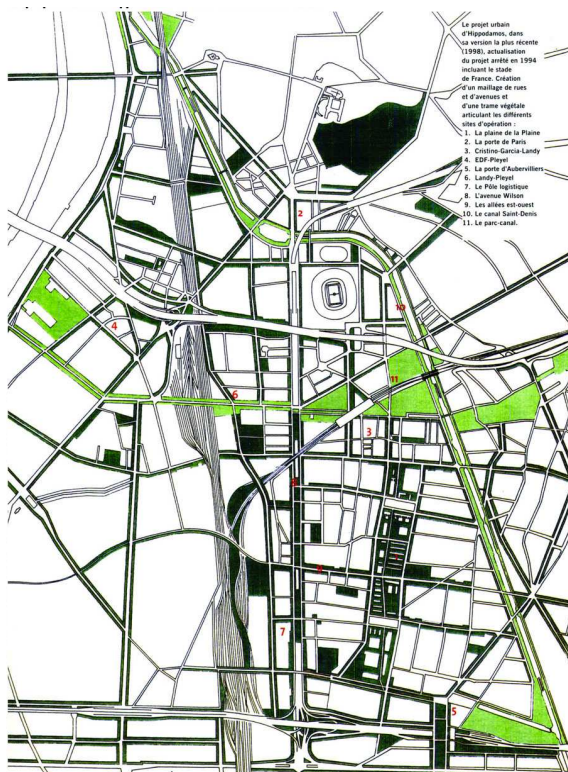 Le projet urbain
d'Hippodamos, dans
sa version la plus récente
(1998), actualisation
du projet arrêté en 1994
incluant le stade
de France. Création
d'un maillage de rues
et d'avenues et
d'une trame végétale
articulant les différents
sites d'opération :
1. La plaine de la Plaine
2. La porte de Paris
3. Cristino-Garcia-Landy
4. EDF-Pleyel
5. La porte d'Aubervilliers
6. Landy-Pleyel
7. Le Pôle logistique
8. L'avenue Wilson
9. Les allées est-ouest
10. Le canal Saint-Denis
11. Le parc-canal.
2
10
4
11
6
3
7
5